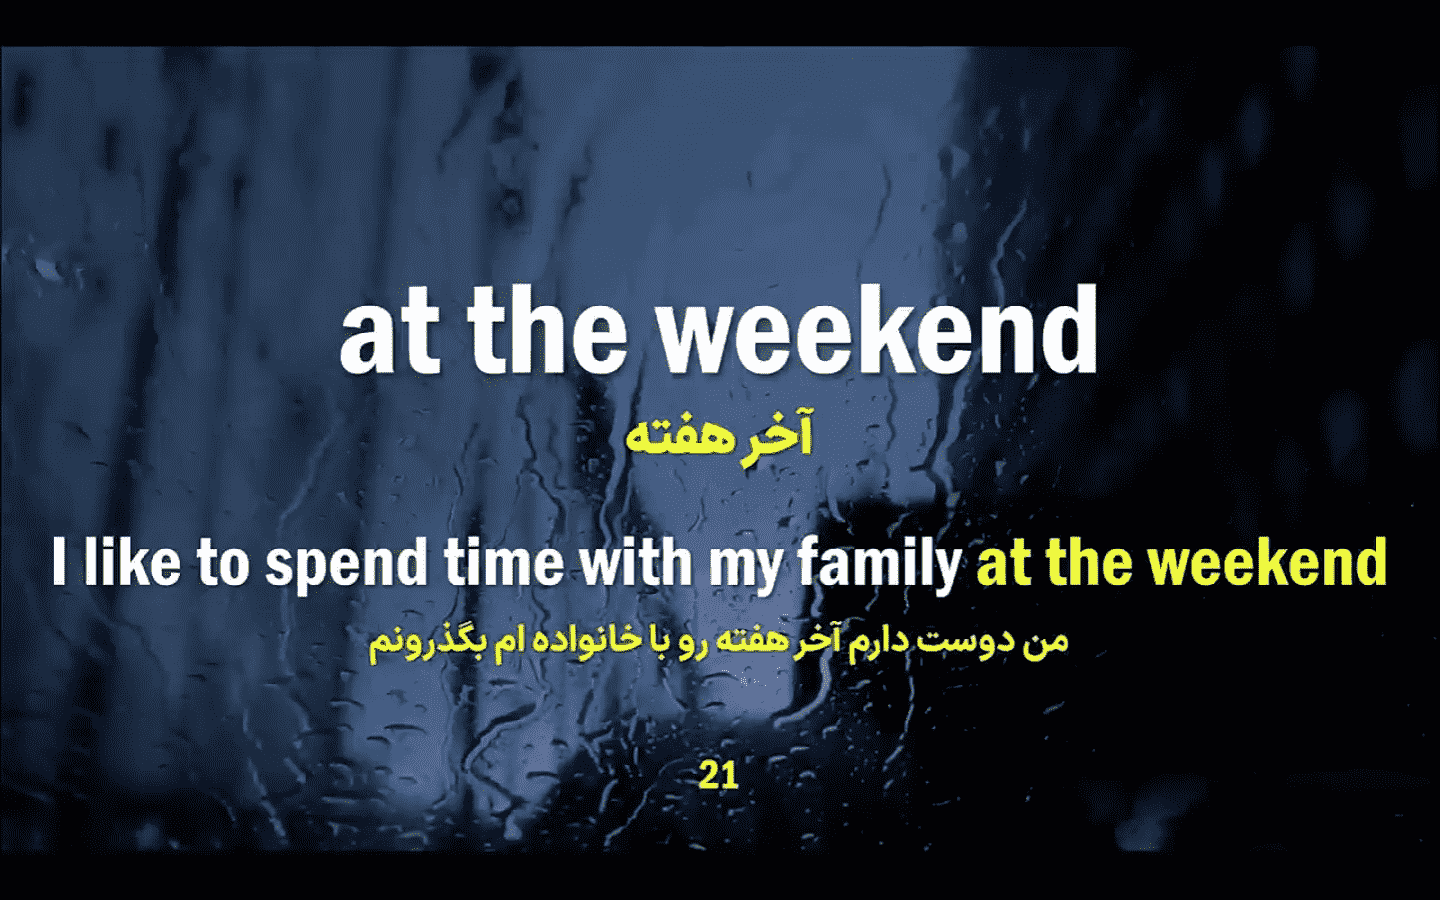 at the weekend
آخر هفته
I like to spend time with my family at the weekend
من دوست دارم آخر هفته رو با خانواده ام بگذرونم
21